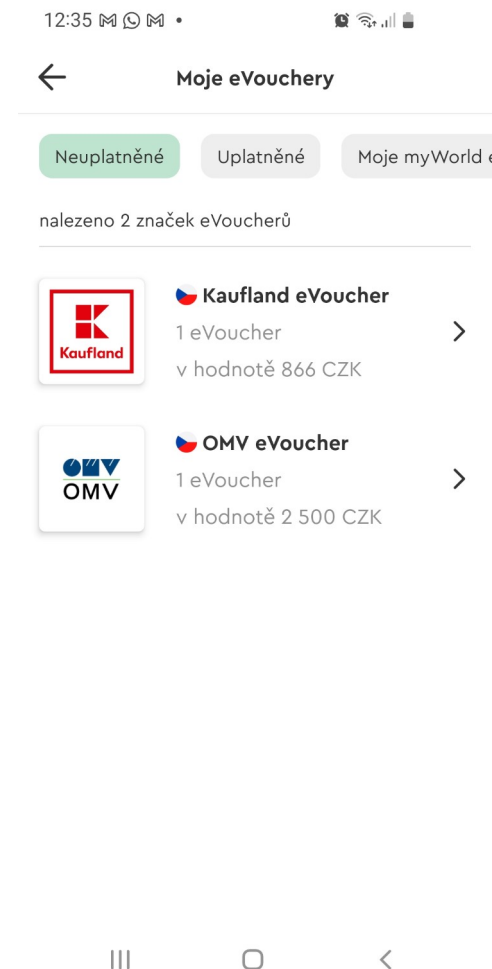 12:35
Moje eVouchery
Neuplatněné
Uplatněné
Moje myWorld e
nalezeno 2 značek eVoucherů
Kaufland
Kaufland eVoucher
1 eVoucher
v hodnotě 866 CZK
OMV
OMV
OMV eVoucher
1 eVoucher
v hodnotě 2 500 CZK